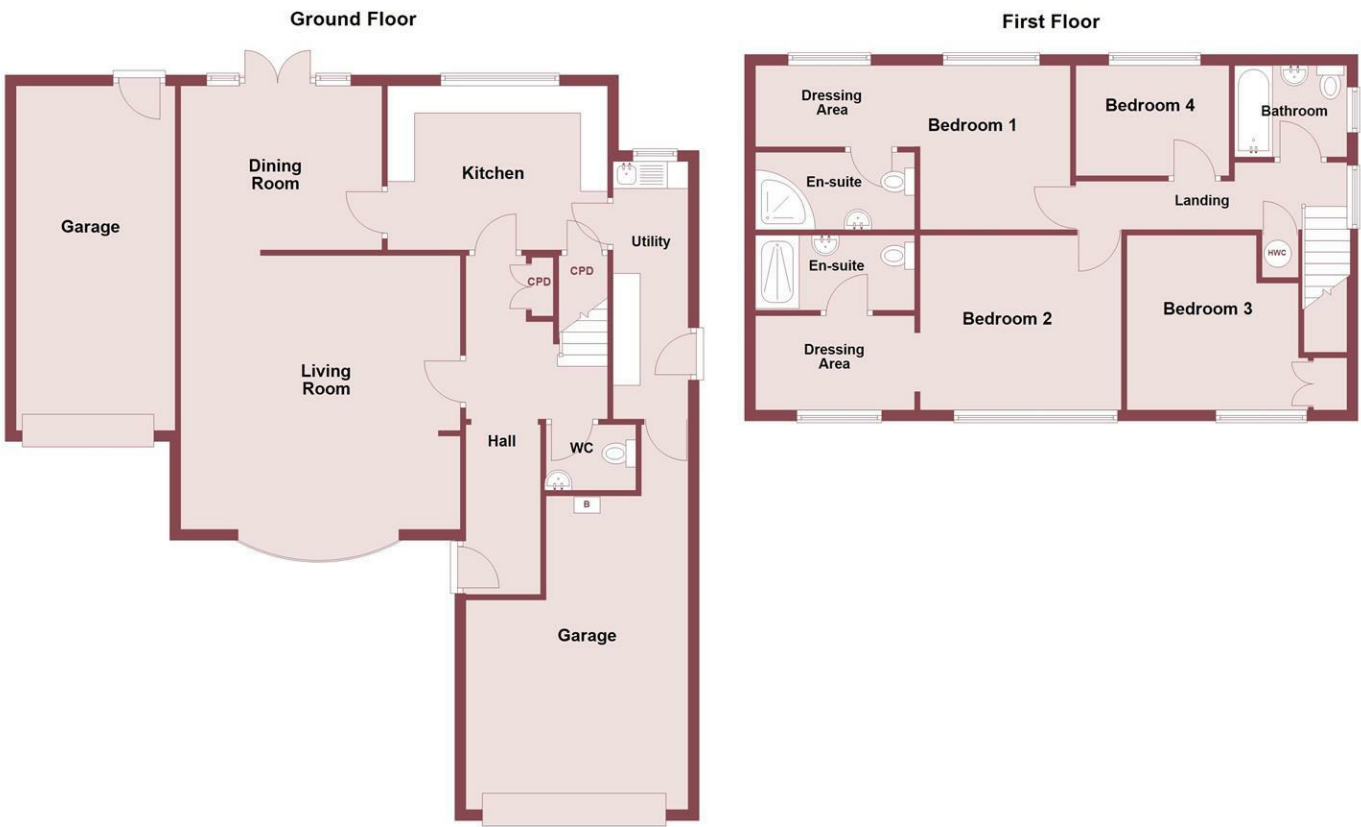 Ground Floor
Garage
Dining
Room
Kitchen
Utility
CPD
CPD
Living
Room
Hall
WC
B
Garage
First Floor
Dressing
Area
Bedroom 1
Bedroom 4
Bathroom
En-suite
Landing
En-suite
HWC
Bedroom 2
Bedroom 3
Dressing
Area